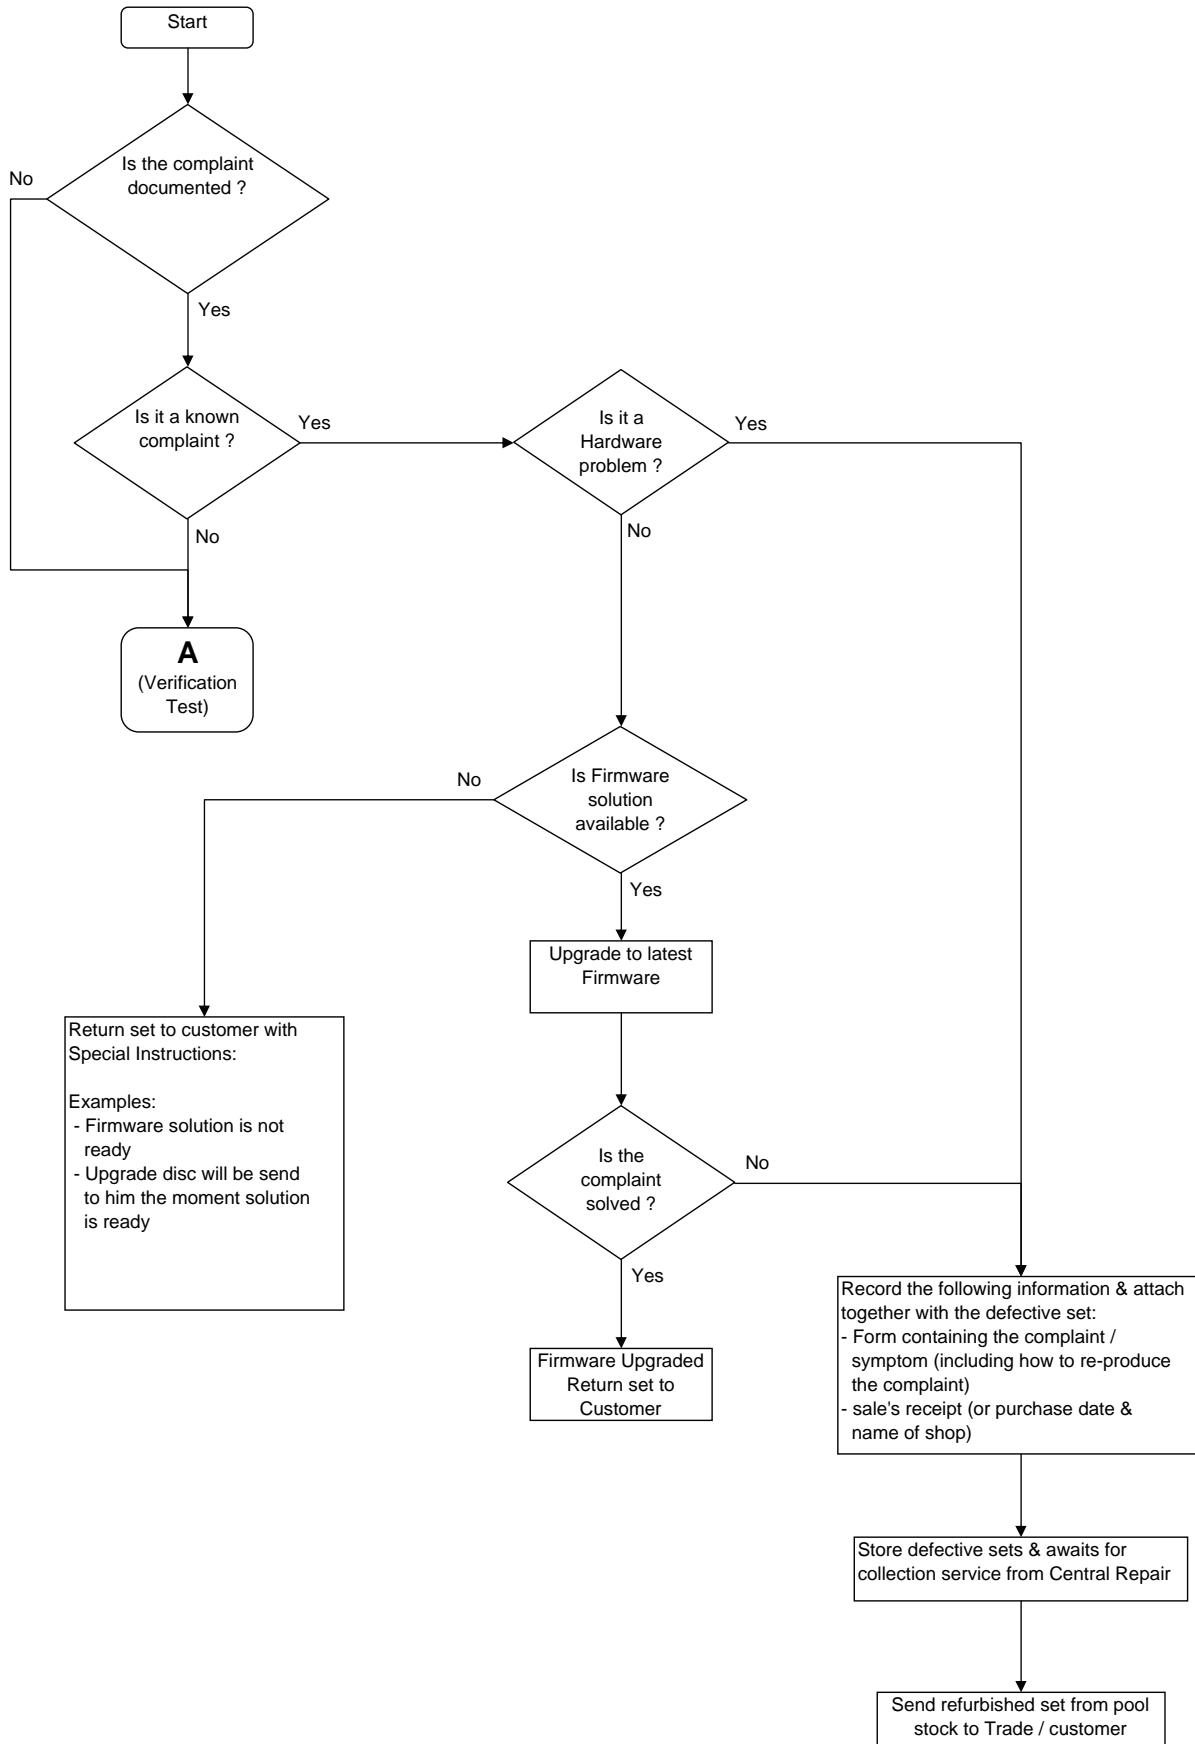 Start
Is the complaint
documented ?
No
Yes
Is it a known
complaint ?
Yes
Is it a
Hardware
problem ?
Yes
No
No
A
(Verification
Test)
Is Firmware
solution
available ?
No
Yes
Upgrade to latest
Firmware
Return set to customer with
Special Instructions:
Examples:
- Firmware solution is not
ready
- Upgrade disc will be send
to him the moment solution
is ready
Is the
complaint
solved ?
No
Yes
Firmware Upgraded
Return set to
Customer
Record the following information & attach
together with the defective set:
- Form containing the complaint /
symptom (including how to re-produce
the complaint)
- sale's receipt (or purchase date &
name of shop)
Store defective sets & awaits for
collection service from Central Repair
Send refurbished set from pool
stock to Trade / customer